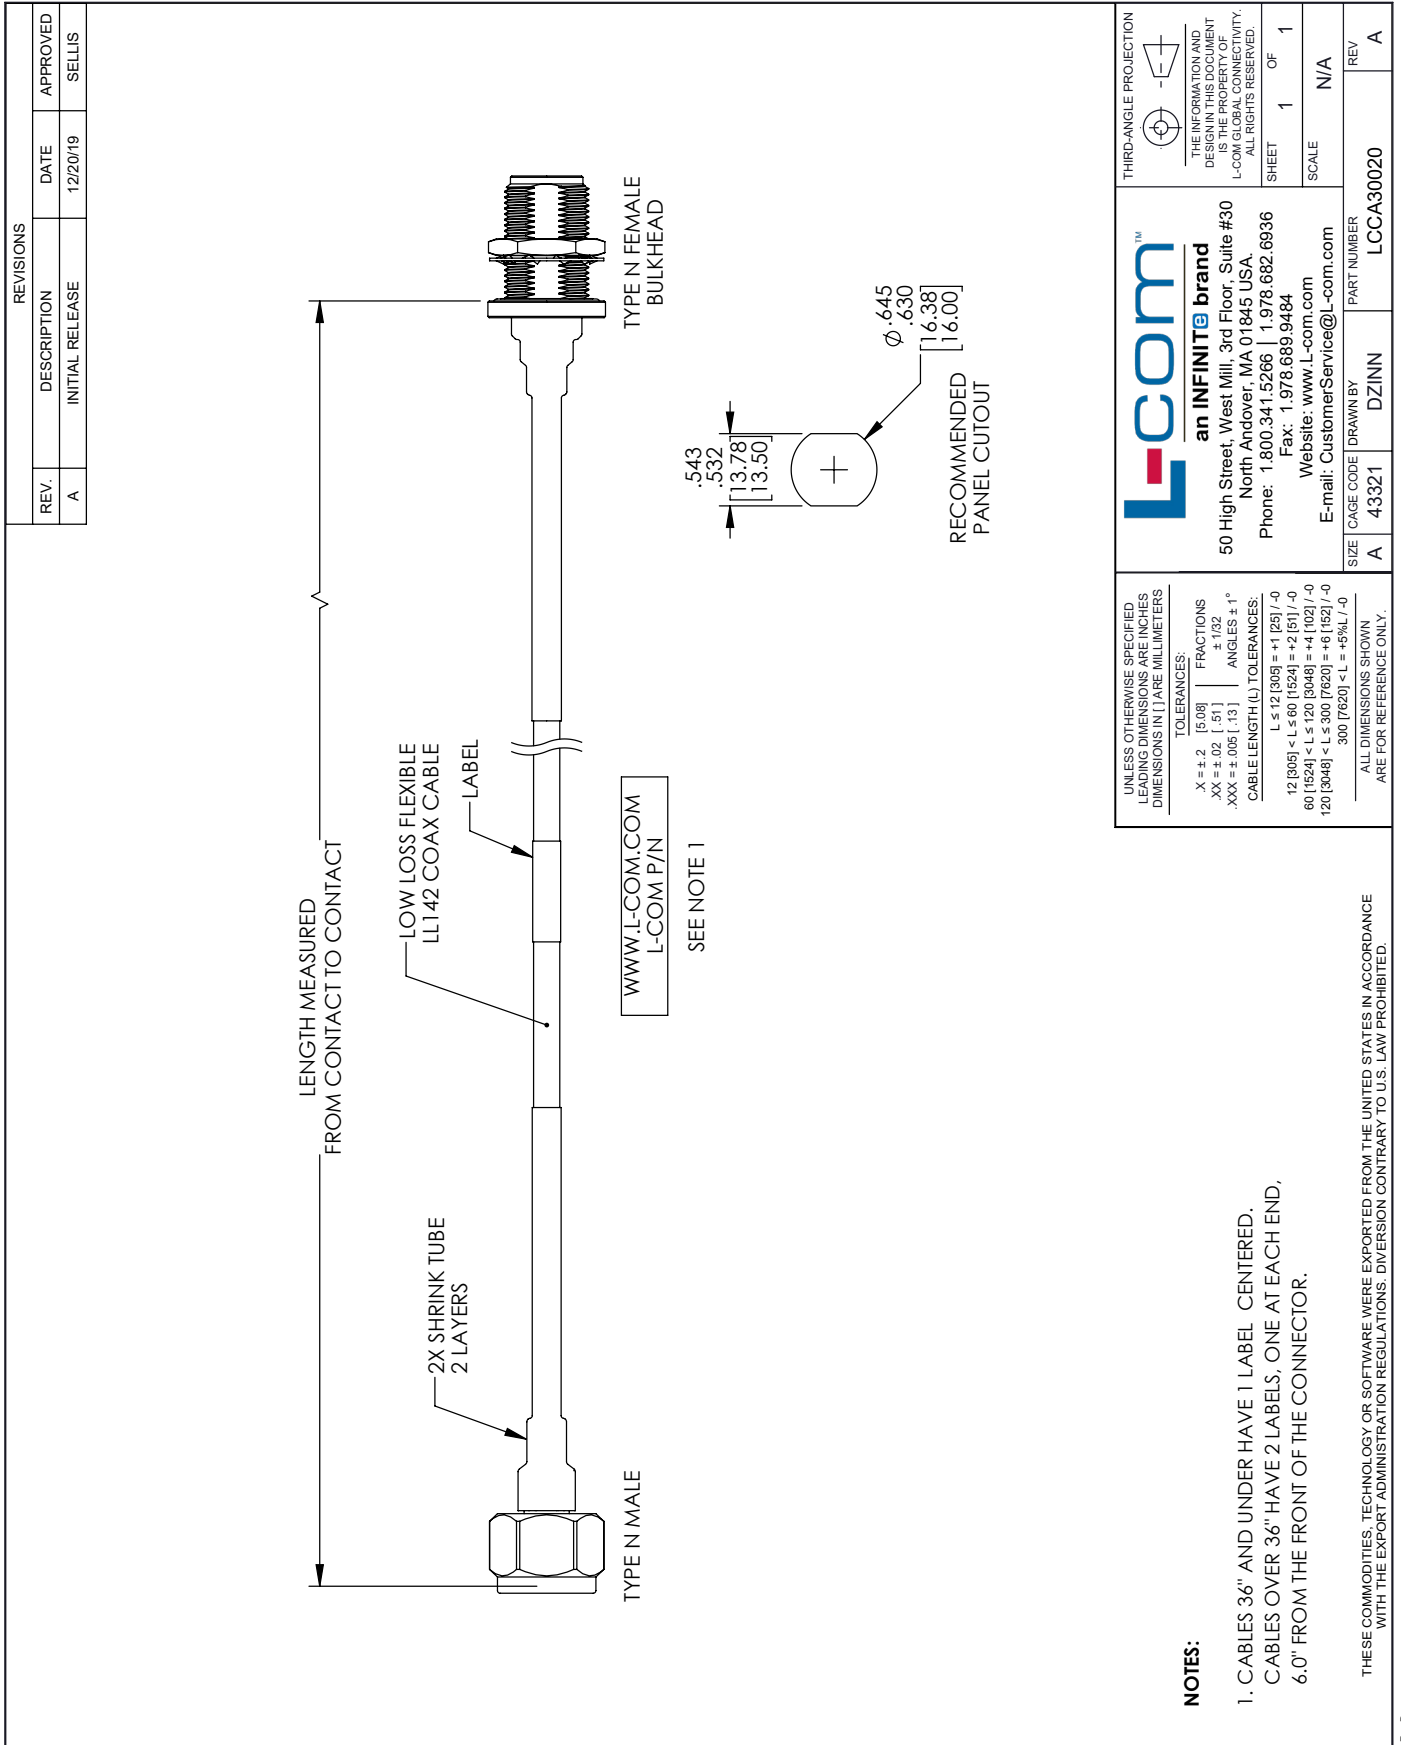 REVISIONS
REV. DESCRIPTION DATE APPROVED
A INITIAL RELEASE 12/20/19 SELLIS
LENGTH MEASURED
FROM CONTACT TO CONTACT
LOW LOSS FLEXIBLE
LL142 COAX CABLE
LABEL
2X SHRINK TUBE
2 LAYERS
TYPE N MALE
TYPE N FEMALE
BULKHEAD
WWW.L-COM.COM
L-COM P/N
SEE NOTE 1
.543
.532
[13.78]
[13.50]
Ø .645
.630
[16.38]
[16.00]
RECOMMENDED
PANEL CUTOUT
NOTES:
1. CABLES 36" AND UNDER HAVE 1 LABEL CENTERED.
CABLES OVER 36" HAVE 2 LABELS, ONE AT EACH END,
6.0" FROM THE FRONT OF THE CONNECTOR.
THESE COMMODITIES, TECHNOLOGY OR SOFTWARE WERE EXPORTED FROM THE UNITED STATES IN ACCORDANCE
WITH THE EXPORT ADMINISTRATION REGULATIONS. DIVERSION CONTRARY TO U.S. LAW PROHIBITED.
UNLESS OTHERWISE SPECIFIED
LEADING DIMENSIONS ARE INCHES
DIMENSIONS IN [ ] ARE MILLIMETERS
TOLERANCES:
.X = ± .2 [5.08] FRACTIONS
.XX = ± .02 [ .51 ] ± 1/32
.XXX = ± .005 [ .13 ] ANGLES ± 1°
CABLE LENGTH (L) TOLERANCES:
L ≤ 12 [305] = +1 [25] / -0
12 [305] < L ≤ 60 [1524] = +2 [51] / -0
60 [1524] < L ≤ 120 [3048] = +4 [102] / -0
120 [3048] < L ≤ 300 [7620] = +6 [152] / -0
300 [7620] < L = +5%L / -0
ALL DIMENSIONS SHOWN
ARE FOR REFERENCE ONLY.
L-com™
an INFINITe brand
50 High Street, West Mill, 3rd Floor, Suite #30
North Andover, MA 01845 USA.
Phone: 1.800.341.5266 | 1.978.682.6936
Fax: 1.978.689.9484
Website: www.L-com.com
E-mail: CustomerService@L-com.com
THIRD-ANGLE PROJECTION
THE INFORMATION AND
DESIGN IN THIS DOCUMENT
IS THE PROPERTY OF
L-COM GLOBAL CONNECTIVITY.
ALL RIGHTS RESERVED.
SHEET 1 OF 1
SCALE N/A
SIZE A
CAGE CODE 43321
DRAWN BY DZINN
PART NUMBER LCCA30020
REV A